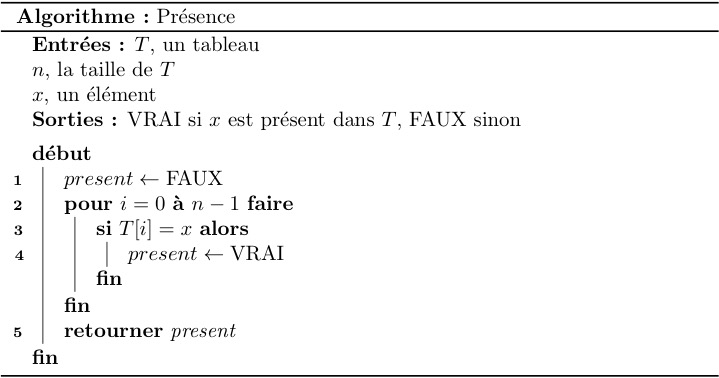 Algorithme : Présence
Entrées : T, un tableau
n, la taille de T
x, un élément
Sorties : VRAI si x est présent dans T, FAUX sinon
début
1 present ← FAUX
2 pour i = 0 à n − 1 faire
3 si T[i] = x alors
4 present ← VRAI
fin
fin
5 retourner present
fin